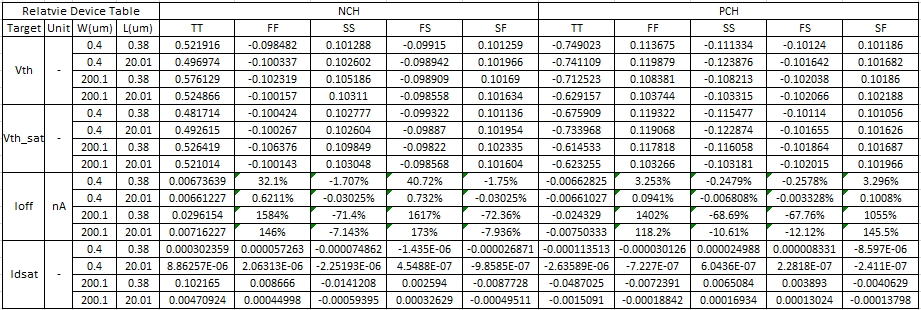 Relatvie Device Table NCH PCH
Target Unit W(um) L(um) TT FF SS FS SF TT FF SS FS SF
0.4 0.38 0.521916 -0.098482 0.101288 -0.09915 0.101259 -0.749023 0.113675 -0.111334 -0.10124 0.101186
Vth - 0.4 20.01 0.496974 -0.100337 0.102602 -0.098942 0.101966 -0.741109 0.119879 -0.123876 -0.101642 0.101682
200.1 0.38 0.576129 -0.102319 0.105186 -0.098909 0.10169 -0.712523 0.108381 -0.108213 -0.102038 0.10186
200.1 20.01 0.524866 -0.100157 0.10311 -0.098558 0.101634 -0.629157 0.103744 -0.103315 -0.102066 0.102188
0.4 0.38 0.481714 -0.100424 0.102777 -0.099322 0.101136 -0.675909 0.119322 -0.115477 -0.10114 0.101056
Vth_sat - 0.4 20.01 0.492615 -0.100267 0.102604 -0.09887 0.101954 -0.733968 0.119068 -0.122874 -0.101655 0.101626
200.1 0.38 0.526419 -0.106376 0.109849 -0.09822 0.102335 -0.614533 0.117818 -0.116058 -0.101864 0.101687
200.1 20.01 0.521014 -0.100143 0.103048 -0.098568 0.101604 -0.623255 0.103266 -0.103181 -0.102015 0.101966
0.4 0.38 0.00673639 32.1% -1.707% 40.72% -1.75% -0.00662825 3.253% -0.2479% -0.2578% 3.296%
Ioff nA 0.4 20.01 0.00661227 0.6211% -0.03025% 0.732% -0.03025% -0.00661027 0.0941% -0.006808% -0.003328% 0.1008%
200.1 0.38 0.0296154 1584% -71.4% 1617% -72.36% -0.024329 1402% -68.69% -67.76% 1055%
200.1 20.01 0.00716227 146% -7.143% 173% -7.936% -0.00750333 118.2% -10.61% -12.12% 145.5%
0.4 0.38 0.000302359 0.000057263 -0.000074862 -1.435E-06 -0.000026871 -0.000113513 -0.000030126 0.000024988 0.000008331 -8.597E-06
Idsat - 0.4 20.01 8.86257E-06 2.06313E-06 -2.25193E-06 4.5488E-07 -9.8585E-07 -2.63589E-06 -7.227E-07 6.0436E-07 2.2818E-07 -2.411E-07
200.1 0.38 0.102165 0.008666 -0.0141208 0.002594 -0.0087728 -0.0487025 -0.0072391 0.0065084 0.003893 -0.0040629
200.1 20.01 0.00470924 0.00044998 -0.00059395 0.00032629 -0.00049511 -0.0015091 -0.00018842 0.00016934 0.00013024 -0.00013798